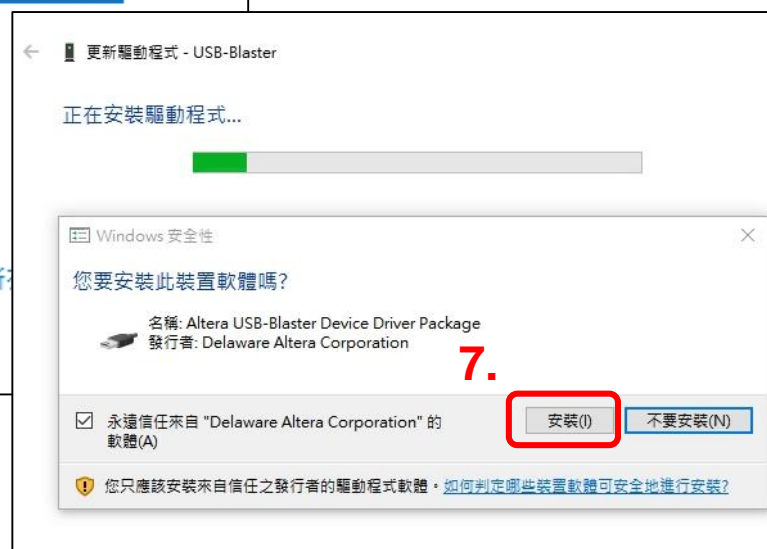 ← 更新驅動程式 - USB-Blaster
正在安裝驅動程式...
Windows 安全性
您要安裝此裝置軟體嗎?
名稱: Altera USB-Blaster Device Driver Package
發行者: Delaware Altera Corporation
7.
永遠信任來自 "Delaware Altera Corporation" 的
軟體(A)
安裝(I)
不要安裝(N)
您只應該安裝來自信任之發行者的驅動程式軟體。如何判定哪些裝置軟體可安全地進行安裝?